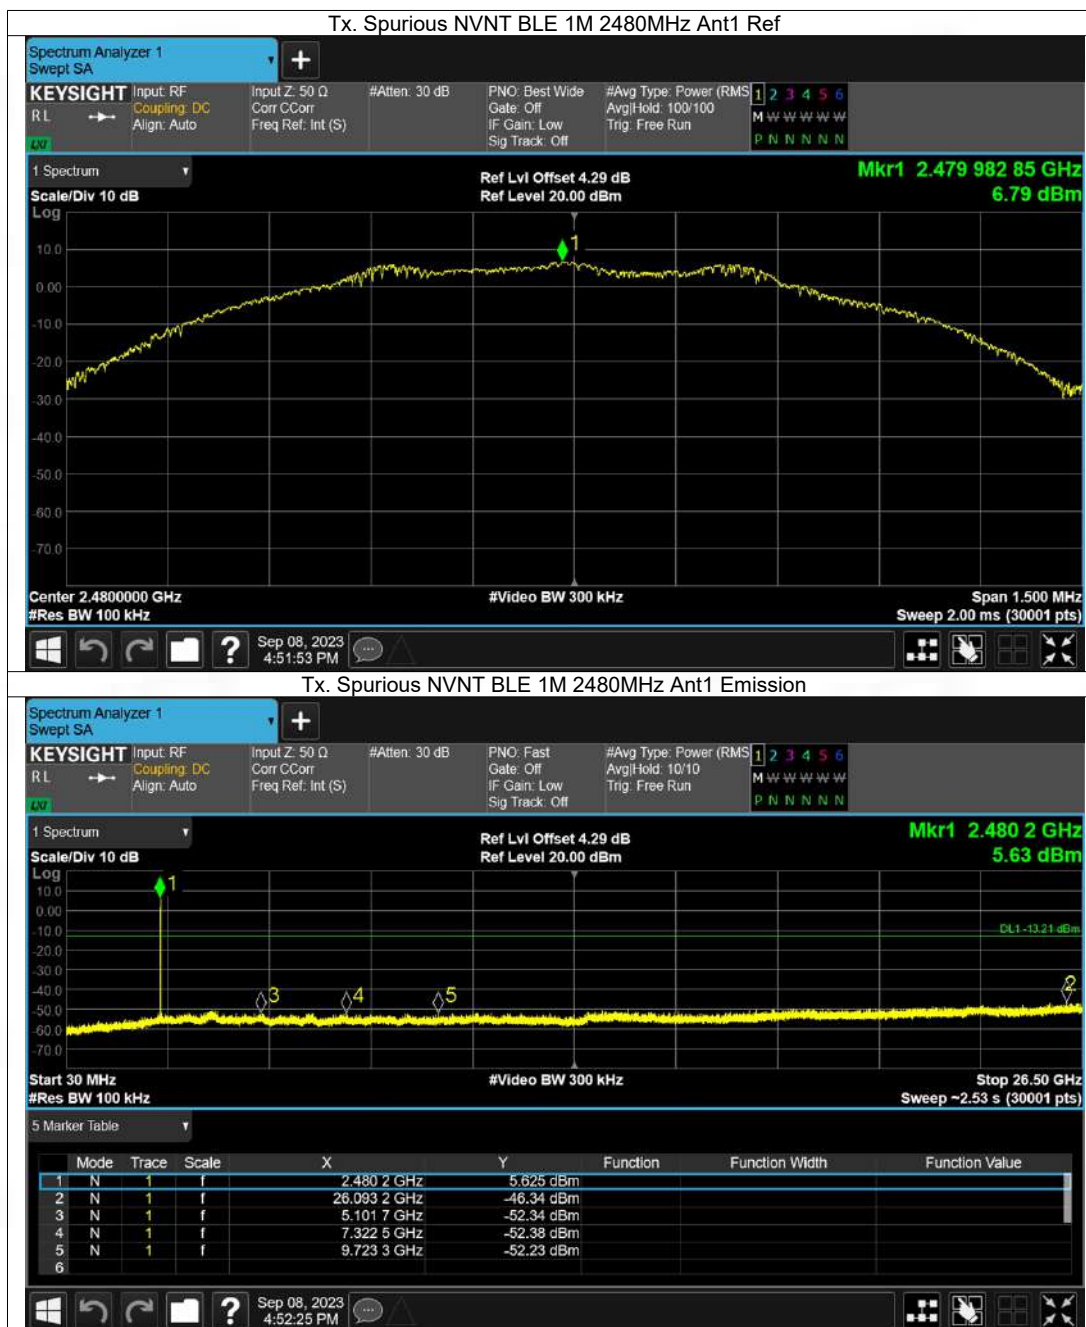 Tx. Spurious NVNT BLE 1M 2480MHz Ant1 Ref
Spectrum Analyzer 1
Swept SA
KEYSIGHT Input: RF Input Z: 50 Ω #Atten: 30 dB PNO: Best Wide #Avg Type: Power (RMS 1 2 3 4 5 6
RL Coupling: DC Corr CCorr Gate: Off Avg|Hold: 100/100 M W W W W W
Align: Auto Freq Ref: Int (S) IF Gain: Low Trig: Free Run
LXI Sig Track: Off P N N N N N
1 Spectrum Ref Lvl Offset 4.29 dB Mkr1 2.479 982 85 GHz
Scale/Div 10 dB Ref Level 20.00 dBm 6.79 dBm
Log
1
10.0
0.00
-10.0
-20.0
-30.0
-40.0
-50.0
-60.0
-70.0
Center 2.4800000 GHz #Video BW 300 kHz Span 1.500 MHz
#Res BW 100 kHz Sweep 2.00 ms (30001 pts)
? Sep 08, 2023
4:51:53 PM
Tx. Spurious NVNT BLE 1M 2480MHz Ant1 Emission
Spectrum Analyzer 1
Swept SA
KEYSIGHT Input: RF Input Z: 50 Ω #Atten: 30 dB PNO: Fast #Avg Type: Power (RMS 1 2 3 4 5 6
RL Coupling: DC Corr CCorr Gate: Off Avg|Hold: 10/10 M W W W W W
Align: Auto Freq Ref: Int (S) IF Gain: Low Trig: Free Run
LXI Sig Track: Off P N N N N N
1 Spectrum Ref Lvl Offset 4.29 dB Mkr1 2.480 2 GHz
Scale/Div 10 dB Ref Level 20.00 dBm 5.63 dBm
Log
1
10.0
0.00
-10.0 DL1 -13.21 dBm
-20.0
-30.0
-40.0
3 4 5 2
-50.0
-60.0
-70.0
Start 30 MHz #Video BW 300 kHz Stop 26.50 GHz
#Res BW 100 kHz Sweep ~2.53 s (30001 pts)
5 Marker Table
Mode Trace Scale X Y Function Function Width Function Value
1 N 1 f 2.480 2 GHz 5.625 dBm
2 N 1 f 26.093 2 GHz -46.34 dBm
3 N 1 f 5.101 7 GHz -52.34 dBm
4 N 1 f 7.322 5 GHz -52.38 dBm
5 N 1 f 9.723 3 GHz -52.23 dBm
6
? Sep 08, 2023
4:52:25 PM